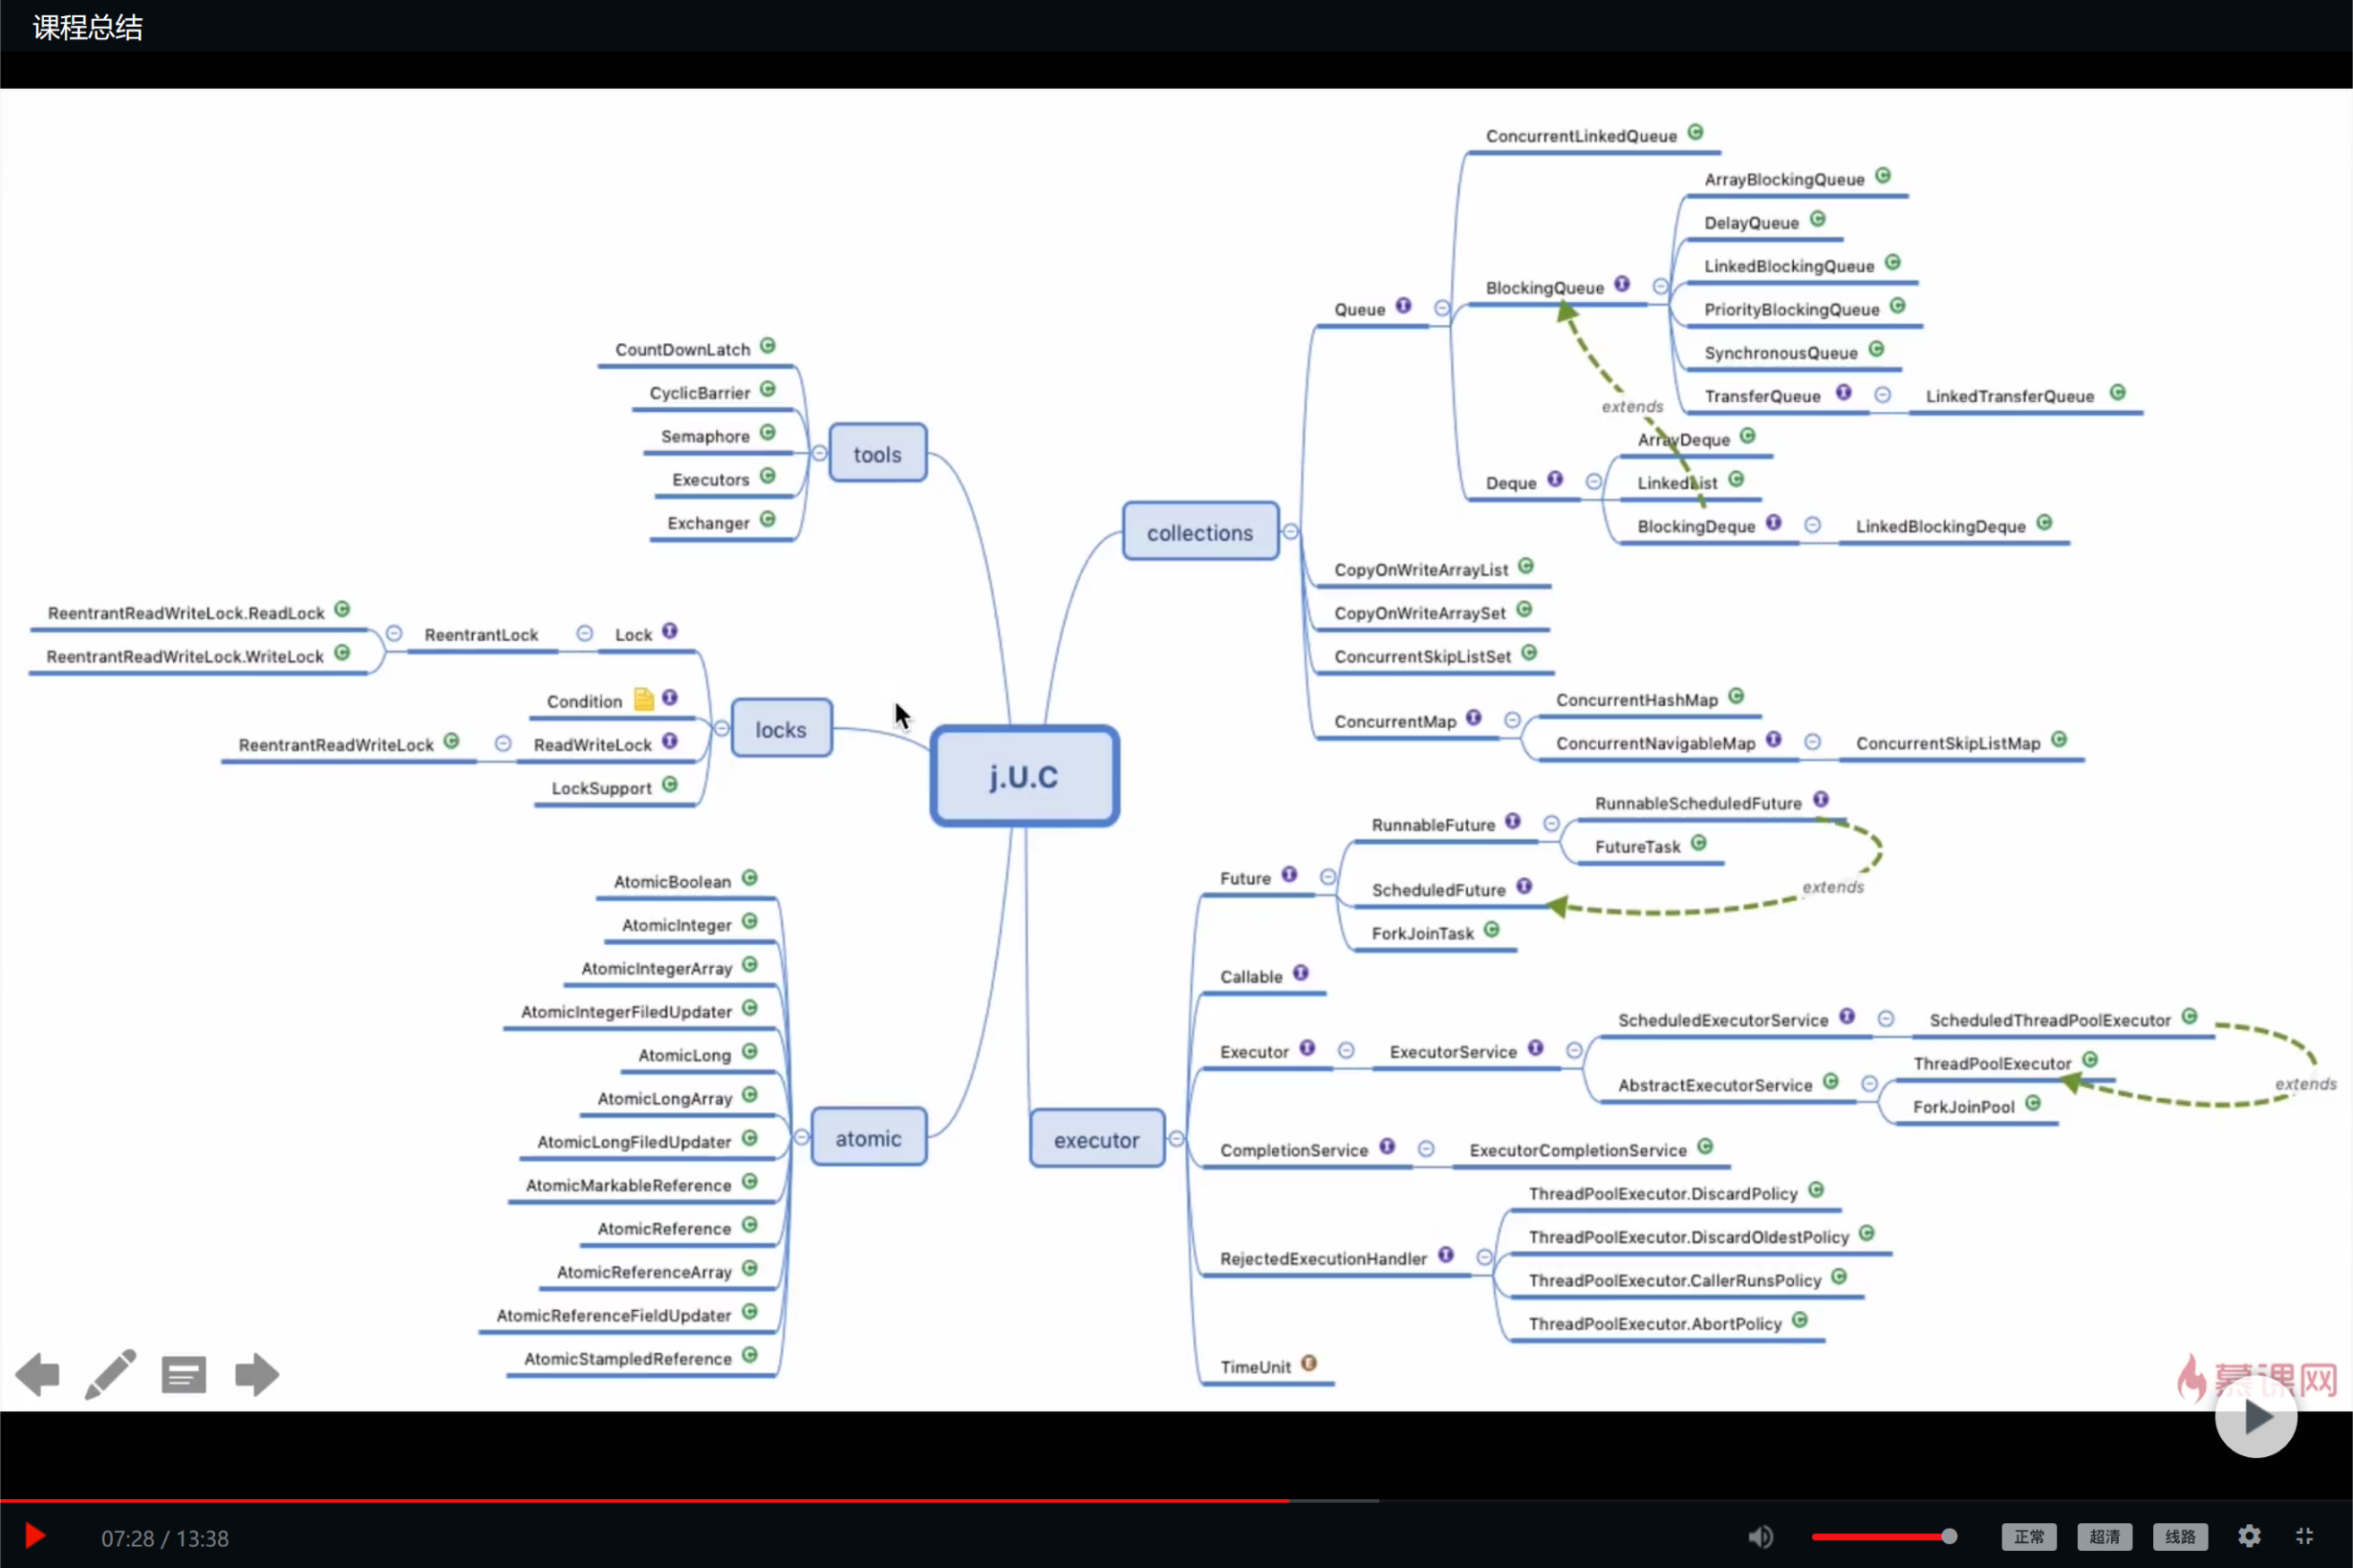 课程总结
CountDownLatch
CyclicBarrier
Semaphore
Executors
Exchanger
tools
ReentrantReadWriteLock.ReadLock
ReentrantReadWriteLock.WriteLock
ReentrantLock
Lock
Condition
ReentrantReadWriteLock
ReadWriteLock
LockSupport
locks
j.U.C
AtomicBoolean
AtomicInteger
AtomicIntegerArray
AtomicIntegerFiledUpdater
AtomicLong
AtomicLongArray
AtomicLongFiledUpdater
AtomicMarkableReference
AtomicReference
AtomicReferenceArray
AtomicReferenceFieldUpdater
AtomicStampedReference
atomic
collections
Queue
ConcurrentLinkedQueue
BlockingQueue
ArrayBlockingQueue
DelayQueue
LinkedBlockingQueue
PriorityBlockingQueue
SynchronousQueue
TransferQueue
LinkedTransferQueue
extends
Deque
ArrayDeque
LinkedList
BlockingDeque
LinkedBlockingDeque
CopyOnWriteArrayList
CopyOnWriteArraySet
ConcurrentSkipListSet
ConcurrentMap
ConcurrentHashMap
ConcurrentNavigableMap
ConcurrentSkipListMap
executor
Future
RunnableFuture
RunnableScheduledFuture
FutureTask
ScheduledFuture
extends
ForkJoinTask
Callable
Executor
ExecutorService
ScheduledExecutorService
ScheduledThreadPoolExecutor
AbstractExecutorService
ThreadPoolExecutor
ForkJoinPool
extends
CompletionService
ExecutorCompletionService
RejectedExecutionHandler
ThreadPoolExecutor.DiscardPolicy
ThreadPoolExecutor.DiscardOldestPolicy
ThreadPoolExecutor.CallerRunsPolicy
ThreadPoolExecutor.AbortPolicy
TimeUnit
慕课网
07:28 / 13:38
正常
超清
线路